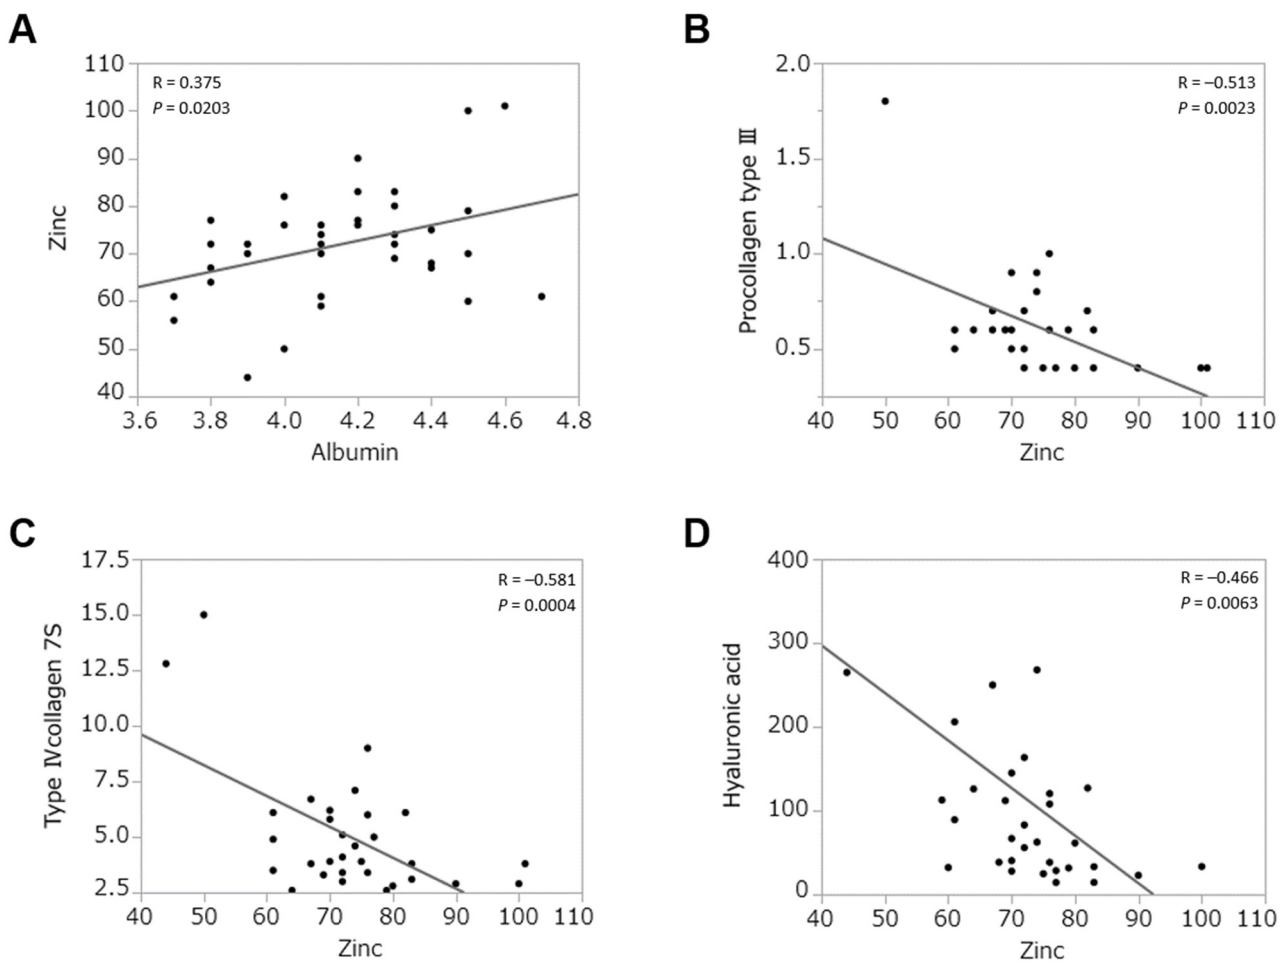 A
110
100
90
80
70
60
50
40
Zinc
R = 0.375
P = 0.0203
3.6 3.8 4.0 4.2 4.4 4.6 4.8
Albumin
B
2.0
1.5
1.0
0.5
Procollagen type Ⅲ
R = –0.513
P = 0.0023
40 50 60 70 80 90 100 110
Zinc
C
17.5
15.0
12.5
10.0
7.5
5.0
2.5
Type Ⅳcollagen 7S
R = –0.581
P = 0.0004
40 50 60 70 80 90 100 110
Zinc
D
400
300
200
100
0
Hyaluronic acid
R = –0.466
P = 0.0063
40 50 60 70 80 90 100 110
Zinc